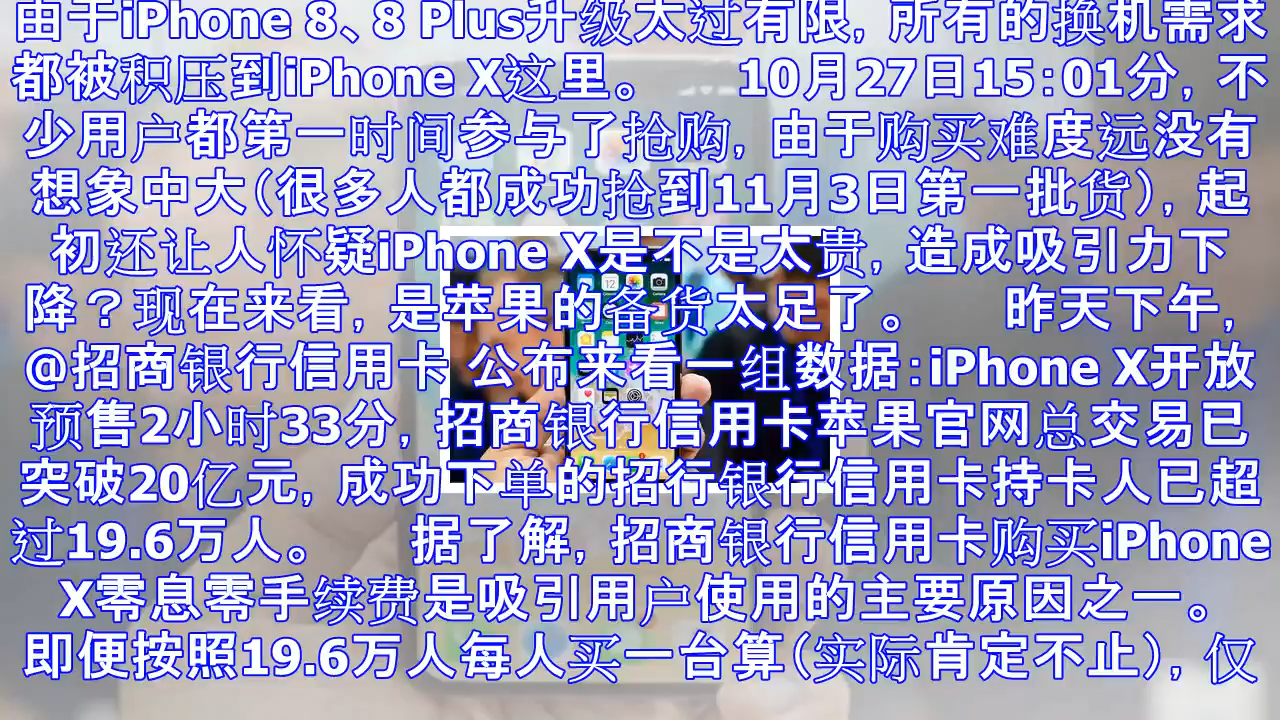 由于iPhone 8、8 Plus升级太过有限，所有的换机需求
都被积压到iPhone X这里。　　10月27日15:01分，不
少用户都第一时间参与了抢购，由于购买难度远没有
想象中大（很多人都成功抢到11月3日第一批货），起
初还让人怀疑iPhone X是不是太贵，造成吸引力下
降？现在来看，是苹果的备货太足了。　　昨天下午，
@招商银行信用卡 公布来看一组数据：iPhone X开放
预售2小时33分，招商银行信用卡苹果官网总交易已
突破20亿元，成功下单的招行银行信用卡持卡人已超
过19.6万人。　　据了解，招商银行信用卡购买iPhone
X零息零手续费是吸引用户使用的主要原因之一。
即便按照19.6万人每人买一台算（实际肯定不止），仅